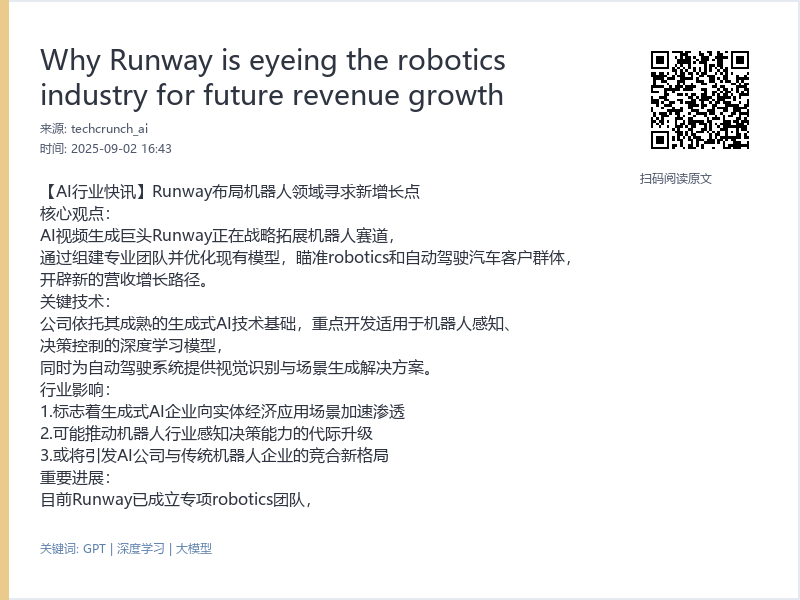 Why Runway is eyeing the robotics
industry for future revenue growth
来源: techcrunch_ai
时间: 2025-09-02 16:43
扫码阅读原文
【AI行业快讯】Runway布局机器人领域寻求新增长点
核心观点：
AI视频生成巨头Runway正在战略拓展机器人赛道，
通过组建专业团队并优化现有模型，瞄准robotics和自动驾驶汽车客户群体，
开辟新的营收增长路径。
关键技术：
公司依托其成熟的生成式AI技术基础，重点开发适用于机器人感知、
决策控制的深度学习模型，
同时为自动驾驶系统提供视觉识别与场景生成解决方案。
行业影响：
1.标志着生成式AI企业向实体经济应用场景加速渗透
2.可能推动机器人行业感知决策能力的代际升级
3.或将引发AI公司与传统机器人企业的竞合新格局
重要进展：
目前Runway已成立专项robotics团队，
关键词: GPT | 深度学习 | 大模型